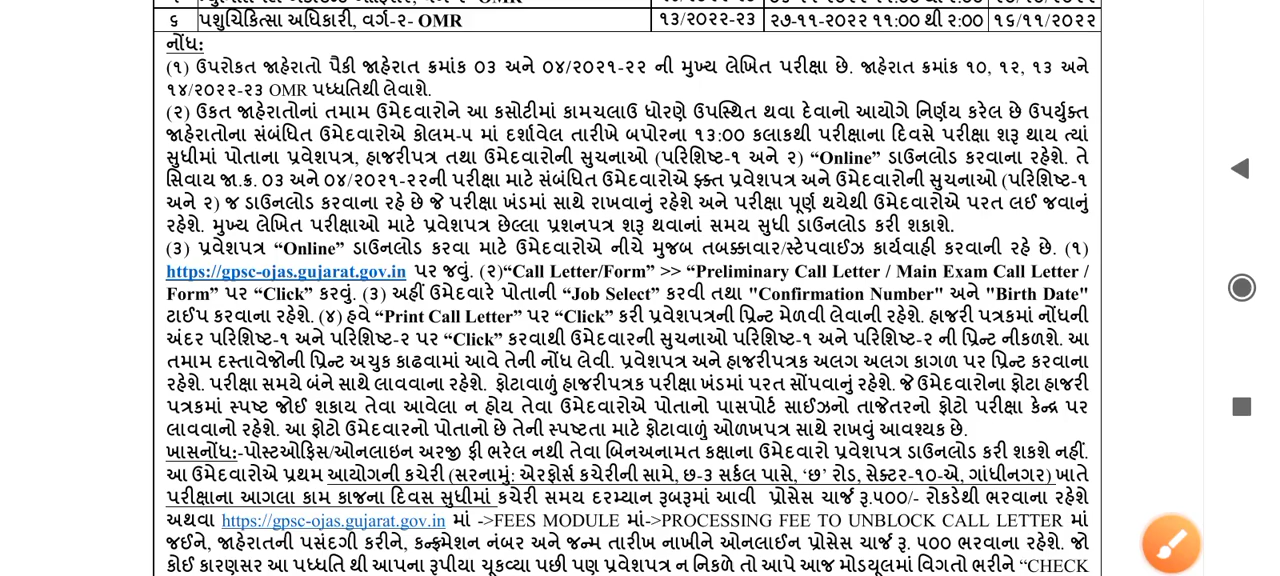 ૬ પશુચિકિત્સા અધિકારી, વર્ગ-૨- OMR ૧૩/૨૦૨૨-૨૩ ૨૭-૧૧-૨૦૨૨ ૧૧:૦૦ થી ૨:૦૦ ૧૬/૧૧/૨૦૨૨
નોંધ:
(૧) ઉપરોકત જાહેરાતો પૈકી જાહેરાત ક્રમાંક ૦૩ અને ૦૪/૨૦૨૧-૨૨ ની મુખ્ય લેખિત પરીક્ષા છે. જાહેરાત ક્રમાંક ૧૦, ૧૨, ૧૩ અને
૧૪/૨૦૨૨-૨૩ OMR પધ્ધતિથી લેવાશે.
(૨) ઉકત જાહેરાતોનાં તમામ ઉમેદવારોને આ કસોટીમાં કામચલાઉ ધોરણે ઉપસ્થિત થવા દેવાનો આયોગે નિર્ણય કરેલ છે ઉપર્યુકત
જાહેરાતોના સંબંધિત ઉમેદવારોએ કોલમ-૫ માં દર્શાવેલ તારીખે બપોરના ૧૩:૦૦ કલાકથી પરીક્ષાના દિવસે પરીક્ષા શરૂ થાય ત્યાં
સુધીમાં પોતાના પ્રવેશપત્ર, હાજરીપત્ર તથા ઉમેદવારોની સુચનાઓ (પરિશિષ્ટ-૧ અને ૨) “Online” ડાઉનલોડ કરવાના રહેશે. તે
સિવાય જા.ક્ર. ૦૩ અને ૦૪/૨૦૨૧-૨૨ની પરીક્ષા માટે સંબંધિત ઉમેદવારોએ ફ્ક્ત પ્રવેશપત્ર અને ઉમેદવારોની સુચનાઓ (પરિશિષ્ટ-૧
અને ૨) જ ડાઉનલોડ કરવાના રહે છે જે પરીક્ષા ખંડમાં સાથે રાખવાનું રહેશે અને પરીક્ષા પૂર્ણ થયેથી ઉમેદવારોએ પરત લઈ જવાનું
રહેશે. મુખ્ય લેખિત પરીક્ષાઓ માટે પ્રવેશપત્ર છેલ્લા પ્રશનપત્ર શરૂ થવાનાં સમય સુધી ડાઉનલોડ કરી શકાશે.
(૩) પ્રવેશપત્ર “Online” ડાઉનલોડ કરવા માટે ઉમેદવારોએ નીચે મુજબ તબક્કાવાર/સ્ટેપવાઈઝ કાર્યવાહી કરવાની રહે છે. (૧)
https://gpsc-ojas.gujarat.gov.in પર જવું. (૨)“Call Letter/Form” >> “Preliminary Call Letter / Main Exam Call Letter /
Form” પર “Click” કરવું. (૩) અહીં ઉમેદવારે પોતાની “Job Select” કરવી તથા "Confirmation Number" અને "Birth Date"
ટાઈપ કરવાના રહેશે. (૪) હવે “Print Call Letter” પર “Click” કરી પ્રવેશપત્રની પ્રિન્ટ મેળવી લેવાની રહેશે. હાજરી પત્રકમાં નોંધની
અંદર પરિશિષ્ટ-૧ અને પરિશિષ્ટ-૨ પર “Click” કરવાથી ઉમેદવારની સુચનાઓ પરિશિષ્ટ-૧ અને પરિશિષ્ટ-૨ ની પ્રિન્ટ નીકળશે. આ
તમામ દસ્તાવેજોની પ્રિન્ટ અચુક કાઢવામાં આવે તેની નોંધ લેવી. પ્રવેશપત્ર અને હાજરીપત્રક અલગ અલગ કાગળ પર પ્રિન્ટ કરવાના
રહેશે. પરીક્ષા સમયે બંને સાથે લાવવાના રહેશે. ફોટાવાળું હાજરીપત્રક પરીક્ષા ખંડમાં પરત સોંપવાનું રહેશે. જે ઉમેદવારોના ફોટા હાજરી
પત્રકમાં સ્પષ્ટ જોઈ શકાય તેવા આવેલા ન હોય તેવા ઉમેદવારોએ પોતાનો પાસપોર્ટ સાઈઝનો તાજેતરનો ફોટો પરીક્ષા કેન્દ્ર પર
લાવવાનો રહેશે. આ ફોટો ઉમેદવારનો પોતાનો છે તેની સ્પષ્ટતા માટે ફોટાવાળું ઓળખપત્ર સાથે રાખવું આવશ્યક છે.
ખાસનોંધ:-પોસ્ટઓફિસ/ઓનલાઇન અરજી ફી ભરેલ નથી તેવા બિનઅનામત કક્ષાના ઉમેદવારો પ્રવેશપત્ર ડાઉનલોડ કરી શકશે નહીં.
આ ઉમેદવારોએ પ્રથમ આયોગની કચેરી (સરનામું: એરફોર્સ કચેરીની સામે, છ-૩ સર્કલ પાસે, ‘છ’ રોડ, સેક્ટર-૧૦-એ, ગાંધીનગર) ખાતે
પરીક્ષાના આગલા કામ કાજના દિવસ સુધીમાં કચેરી સમય દરમ્યાન રૂબરૂમાં આવી પ્રોસેસ ચાર્જ રૂ.૫૦૦/- રોકડેથી ભરવાના રહેશે
અથવા https://gpsc-ojas.gujarat.gov.in માં ->FEES MODULE માં->PROCESSING FEE TO UNBLOCK CALL LETTER માં
જઈને, જાહેરાતની પસંદગી કરીને, કન્ફ્રમેશન નંબર અને જન્મ તારીખ નાખીને ઓનલાઈન પ્રોસેસ ચાર્જ રૂ. ૫૦૦ ભરવાના રહેશે. જો
કોઈ કારણસર આ પધ્ધતિ થી આપના રૂપીયા ચૂકવ્યા પછી પણ પ્રવેશપત્ર ન નિકળે તો આપે આજ મોડયૂલમાં વિગતો ભરીને “CHECK